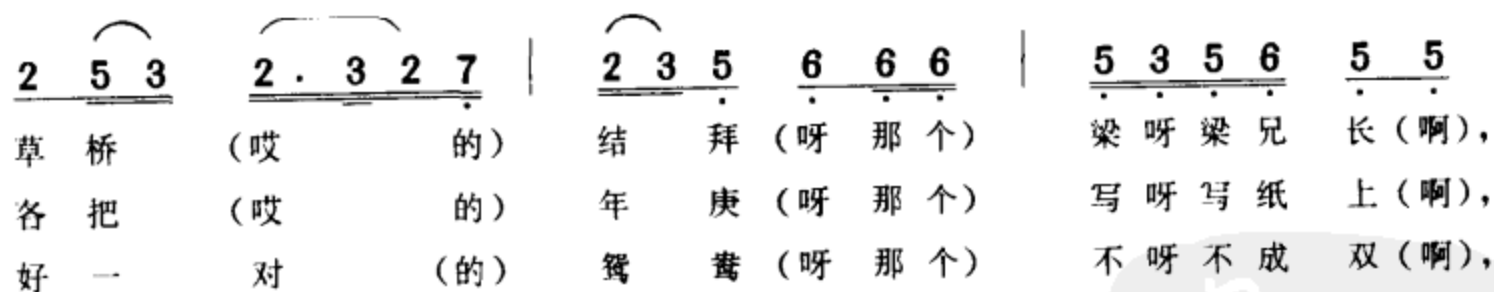 2 5 3 2 . 3 2 7 | 2 3 5 6 6 6 | 5 3 5 6 5 5
草 桥 (哎 的) 结 拜 (呀 那 个) 梁 呀 梁 兄 长 (啊),
各 把 (哎 的) 年 庚 (呀 那 个) 写 呀 写 纸 上 (啊),
好 一 对 (的) 鸳 鸯 (呀 那 个) 不 呀 不 成 双 (啊),